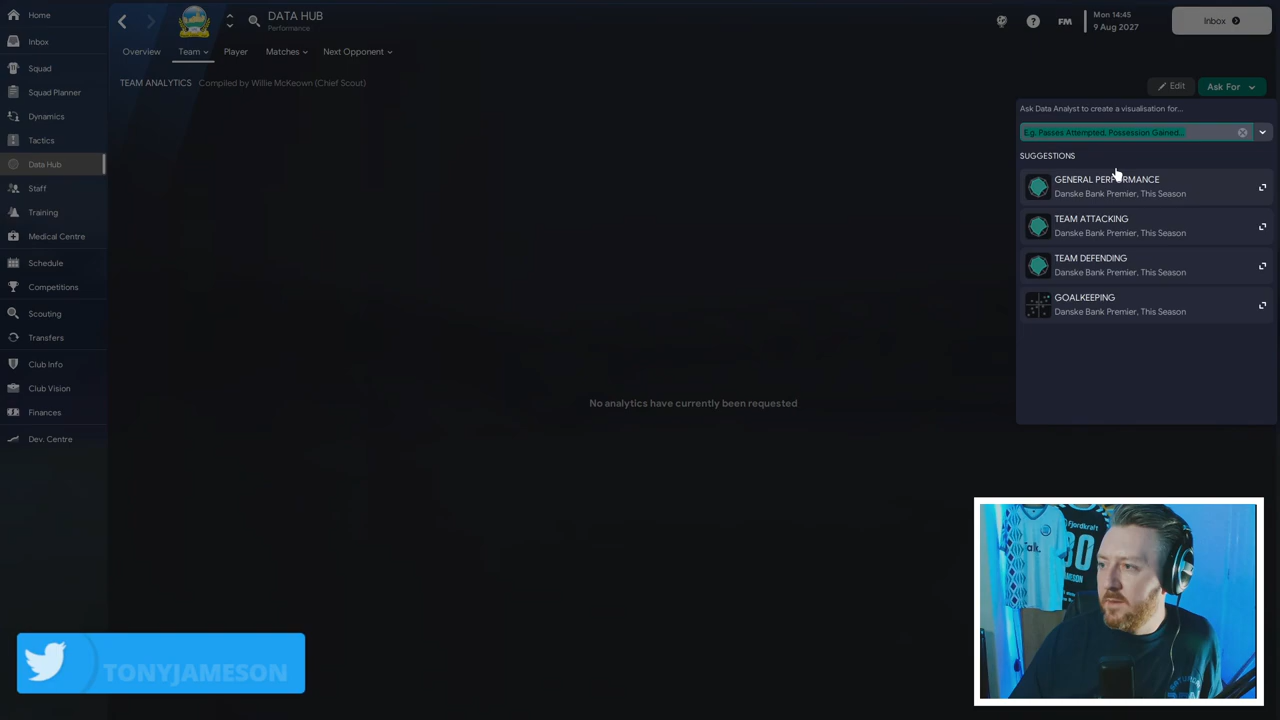 Home
Inbox
Squad
Squad Planner
Dynamics
Tactics
Data Hub
Staff
Training
Medical Centre
Schedule
Competitions
Scouting
Transfers
Club Info
Club Vision
Finances
Dev. Centre
DATA HUB
Performance
FM
Mon 14:45
9 Aug 2027
Inbox
Overview
Team
Player
Matches
Next Opponent
TEAM ANALYTICS Compiled by Willie McKeown (Chief Scout)
Edit
Ask For
Ask Data Analyst to create a visualisation for...
E.g. Passes Attempted, Possession Gained...
SUGGESTIONS
GENERAL PERFORMANCE
Danske Bank Premier, This Season
TEAM ATTACKING
Danske Bank Premier, This Season
TEAM DEFENDING
Danske Bank Premier, This Season
GOALKEEPING
Danske Bank Premier, This Season
No analytics have currently been requested
Fjordkraft
TONYJAMESON